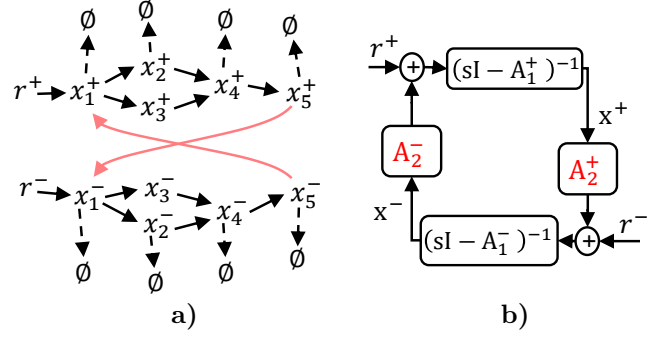 ∅ ∅ ∅ ∅
r⁺ x₁⁺ x₂⁺ x₃⁺ x₄⁺ x₅⁺
r⁻ x₁⁻ x₃⁻ x₂⁻ x₄⁻ x₅⁻
∅ ∅ ∅ ∅
a)
r⁺ + (sI − A₁⁺)⁻¹
x⁺
A₂⁻ A₂⁺
x⁻
(sI − A₁⁻)⁻¹ + r⁻
b)